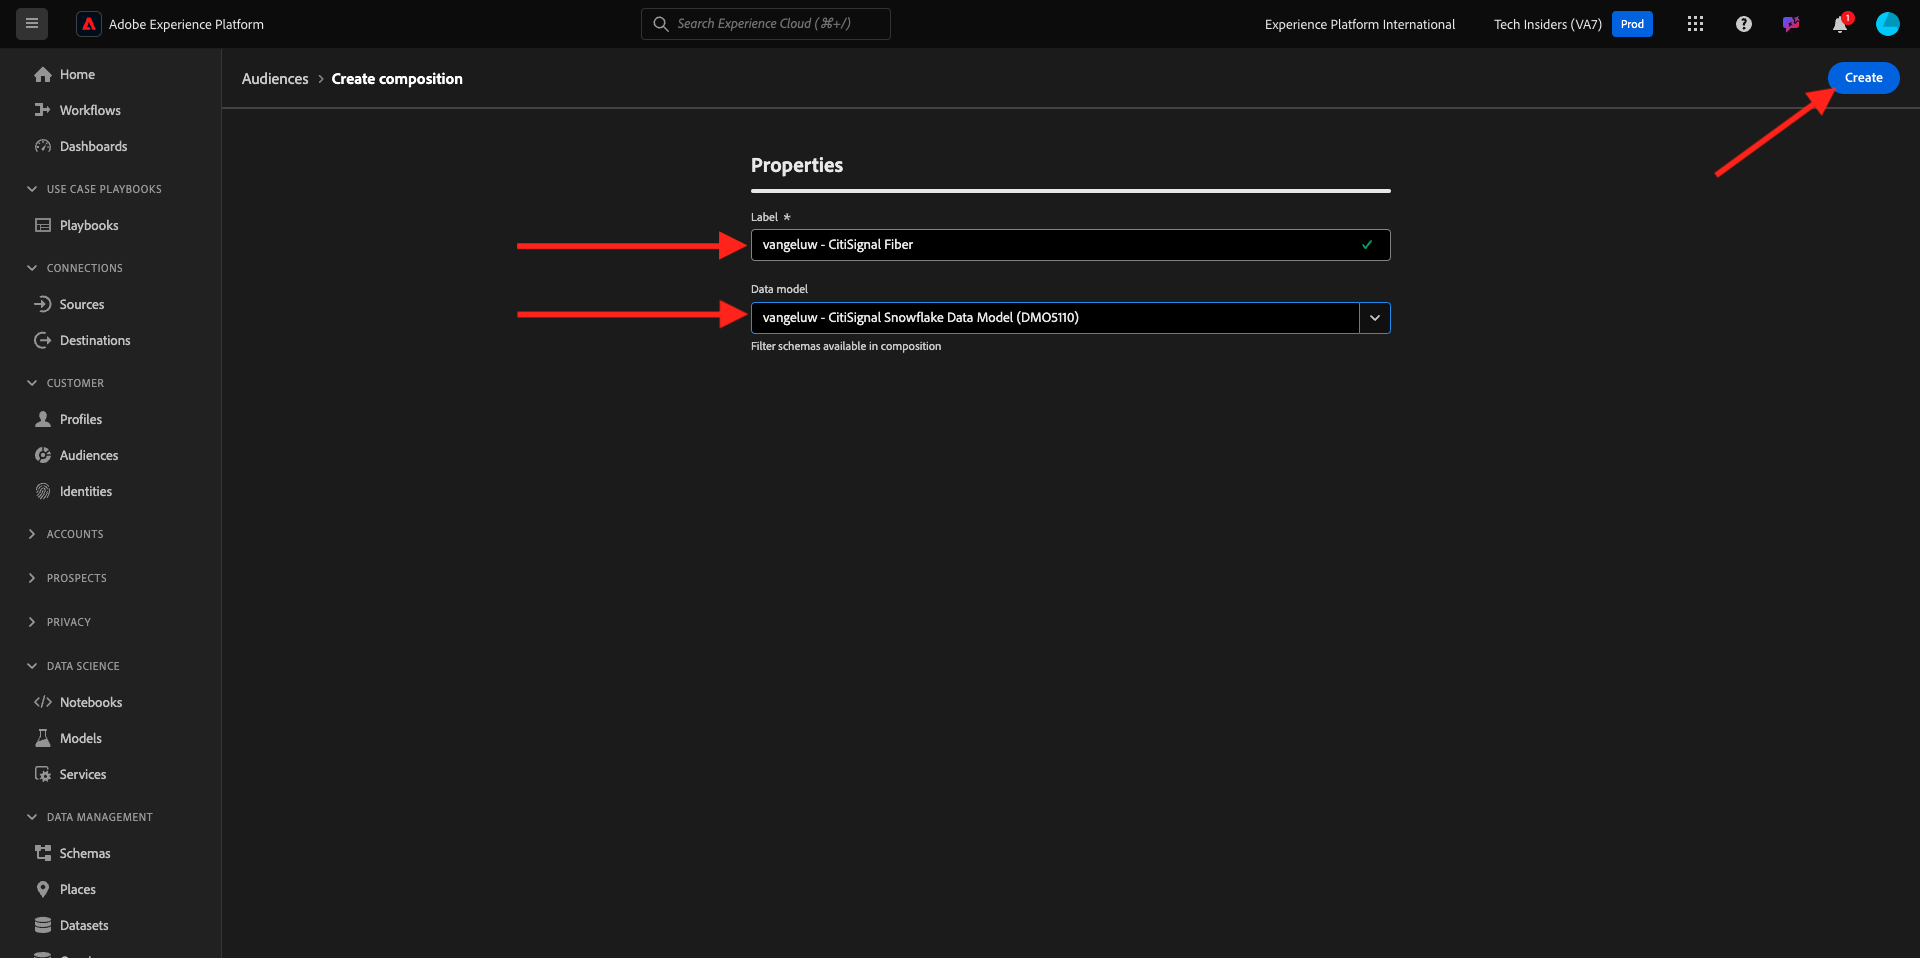 Adobe Experience Platform
Search Experience Cloud (⌘+/)
Experience Platform International
Tech Insiders (VA7)
Prod
1
Home
Workflows
Dashboards
USE CASE PLAYBOOKS
Playbooks
CONNECTIONS
Sources
Destinations
CUSTOMER
Profiles
Audiences
Identities
ACCOUNTS
PROSPECTS
PRIVACY
DATA SCIENCE
Notebooks
Models
Services
DATA MANAGEMENT
Schemas
Places
Datasets
Audiences > Create composition
Create
Properties
Label *
vangeluw - CitiSignal Fiber
Data model
vangeluw - CitiSignal Snowflake Data Model (DMO5110)
Filter schemas available in composition